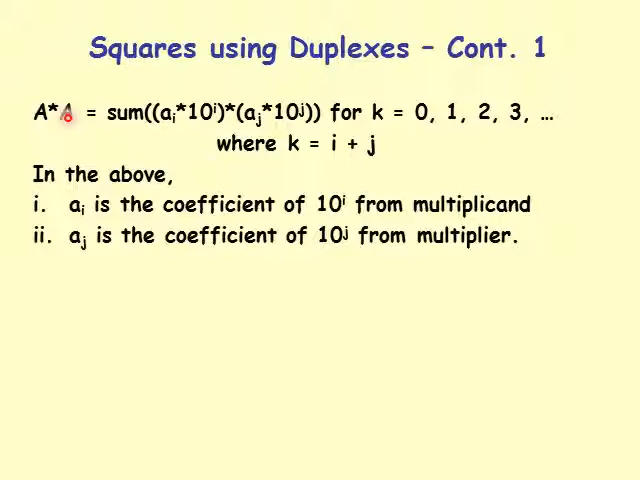 Squares using Duplexes – Cont. 1
A*A = sum((aᵢ*10ⁱ)*(aⱼ*10ʲ)) for k = 0, 1, 2, 3, …
where k = i + j
In the above,
i. aᵢ is the coefficient of 10ⁱ from multiplicand
ii. aⱼ is the coefficient of 10ʲ from multiplier.